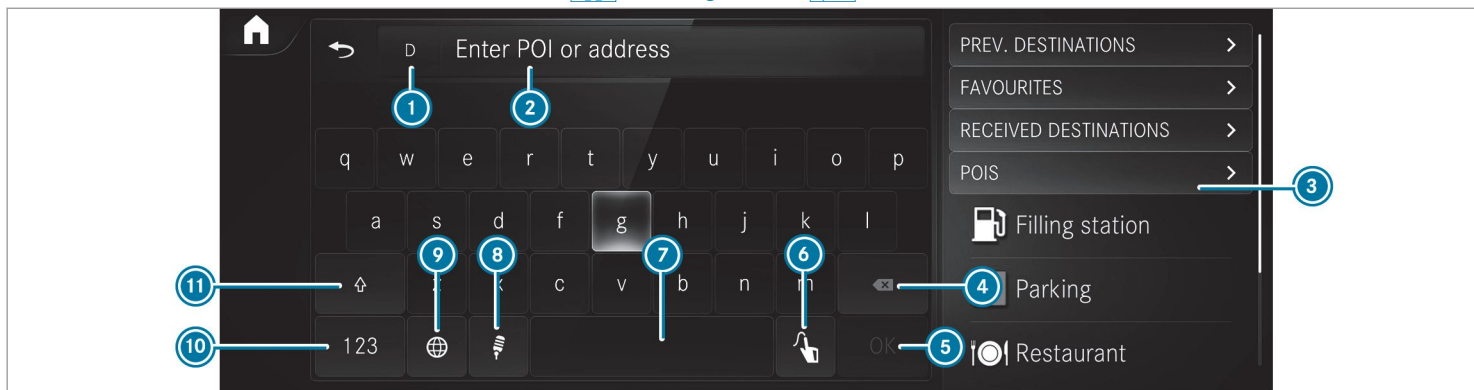 D Enter POI or address
1 2
q w e r t y u i o p
a s d f g h j k l
9 8 7 6
11 z x c v b n m 4
10 123 OK 5
PREV. DESTINATIONS
FAVOURITES
RECEIVED DESTINATIONS
POIS
3
Filling station
Parking
Restaurant